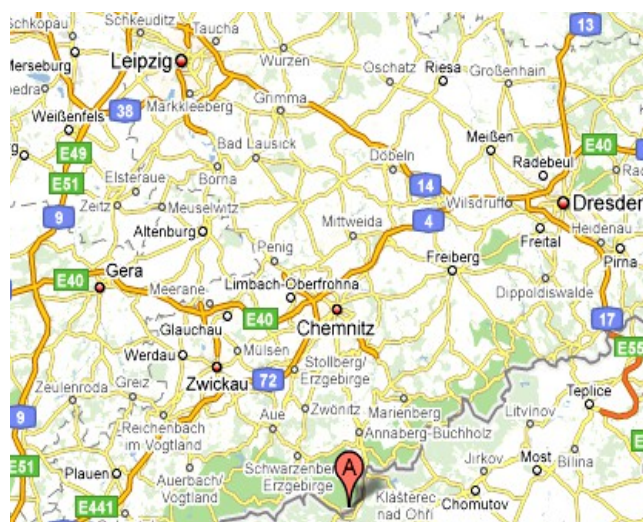 Schkopau
Schkeuditz
Taucha
13
Merseburg
Leipzig
Wurzen
Oschatz
Riesa
Großenhain
Markkleeberg
Grimma
38
Weißenfels
Meißen
E40
E49
Bad Lausick
Döbeln
Radebeul
E51
Elsteraue
Borna
14
9
Zeitz
Meuselwitz
Wilsdruff
Dresden
4
Altenburg
Mittweida
Heidenau
Penig
Freital
Pirna
Gera
Freiberg
E40
Meerane
Limbach-Oberfrohna
Dippoldiswalde
Glauchau
E40
Chemnitz
17
Werdau
Mülsen
E55
Zwickau
72
Stollberg/
Erzgebirge
Zeulenroda
Greiz
Teplice
9
Reichenbach
im Vogtland
Aue
Zwönitz
Marienberg
Litvínov
Annaberg-Buchholz
E51
Plauen
Auerbach/
Vogtland
Schwarzenberg/
Erzgebirge
A
Jirkov
Most
Bílina
E441
Klášterec
nad Ohří
Chomutov